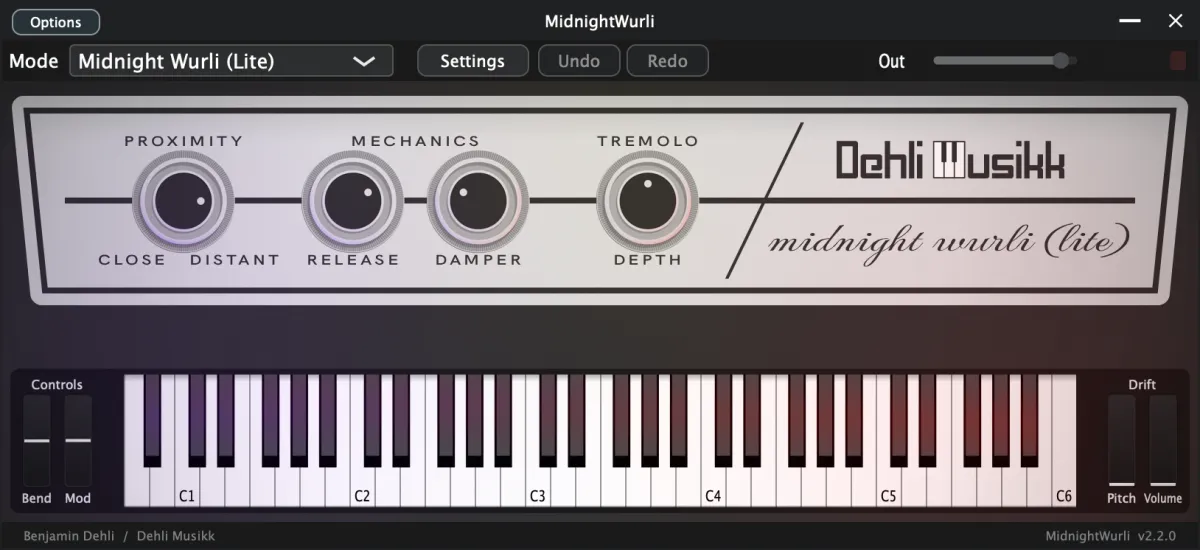 Options
MidnightWurli
Mode Midnight Wurli (Lite) Settings Undo Redo Out
PROXIMITY MECHANICS TREMOLO
Dehli Musikk
midnight wurli (lite)
CLOSE DISTANT RELEASE DAMPER DEPTH
Controls
Drift
C1 C2 C3 C4 C5 C6
Bend Mod
Pitch Volume
Benjamin Dehli / Dehli Musikk
MidnightWurli v2.2.0